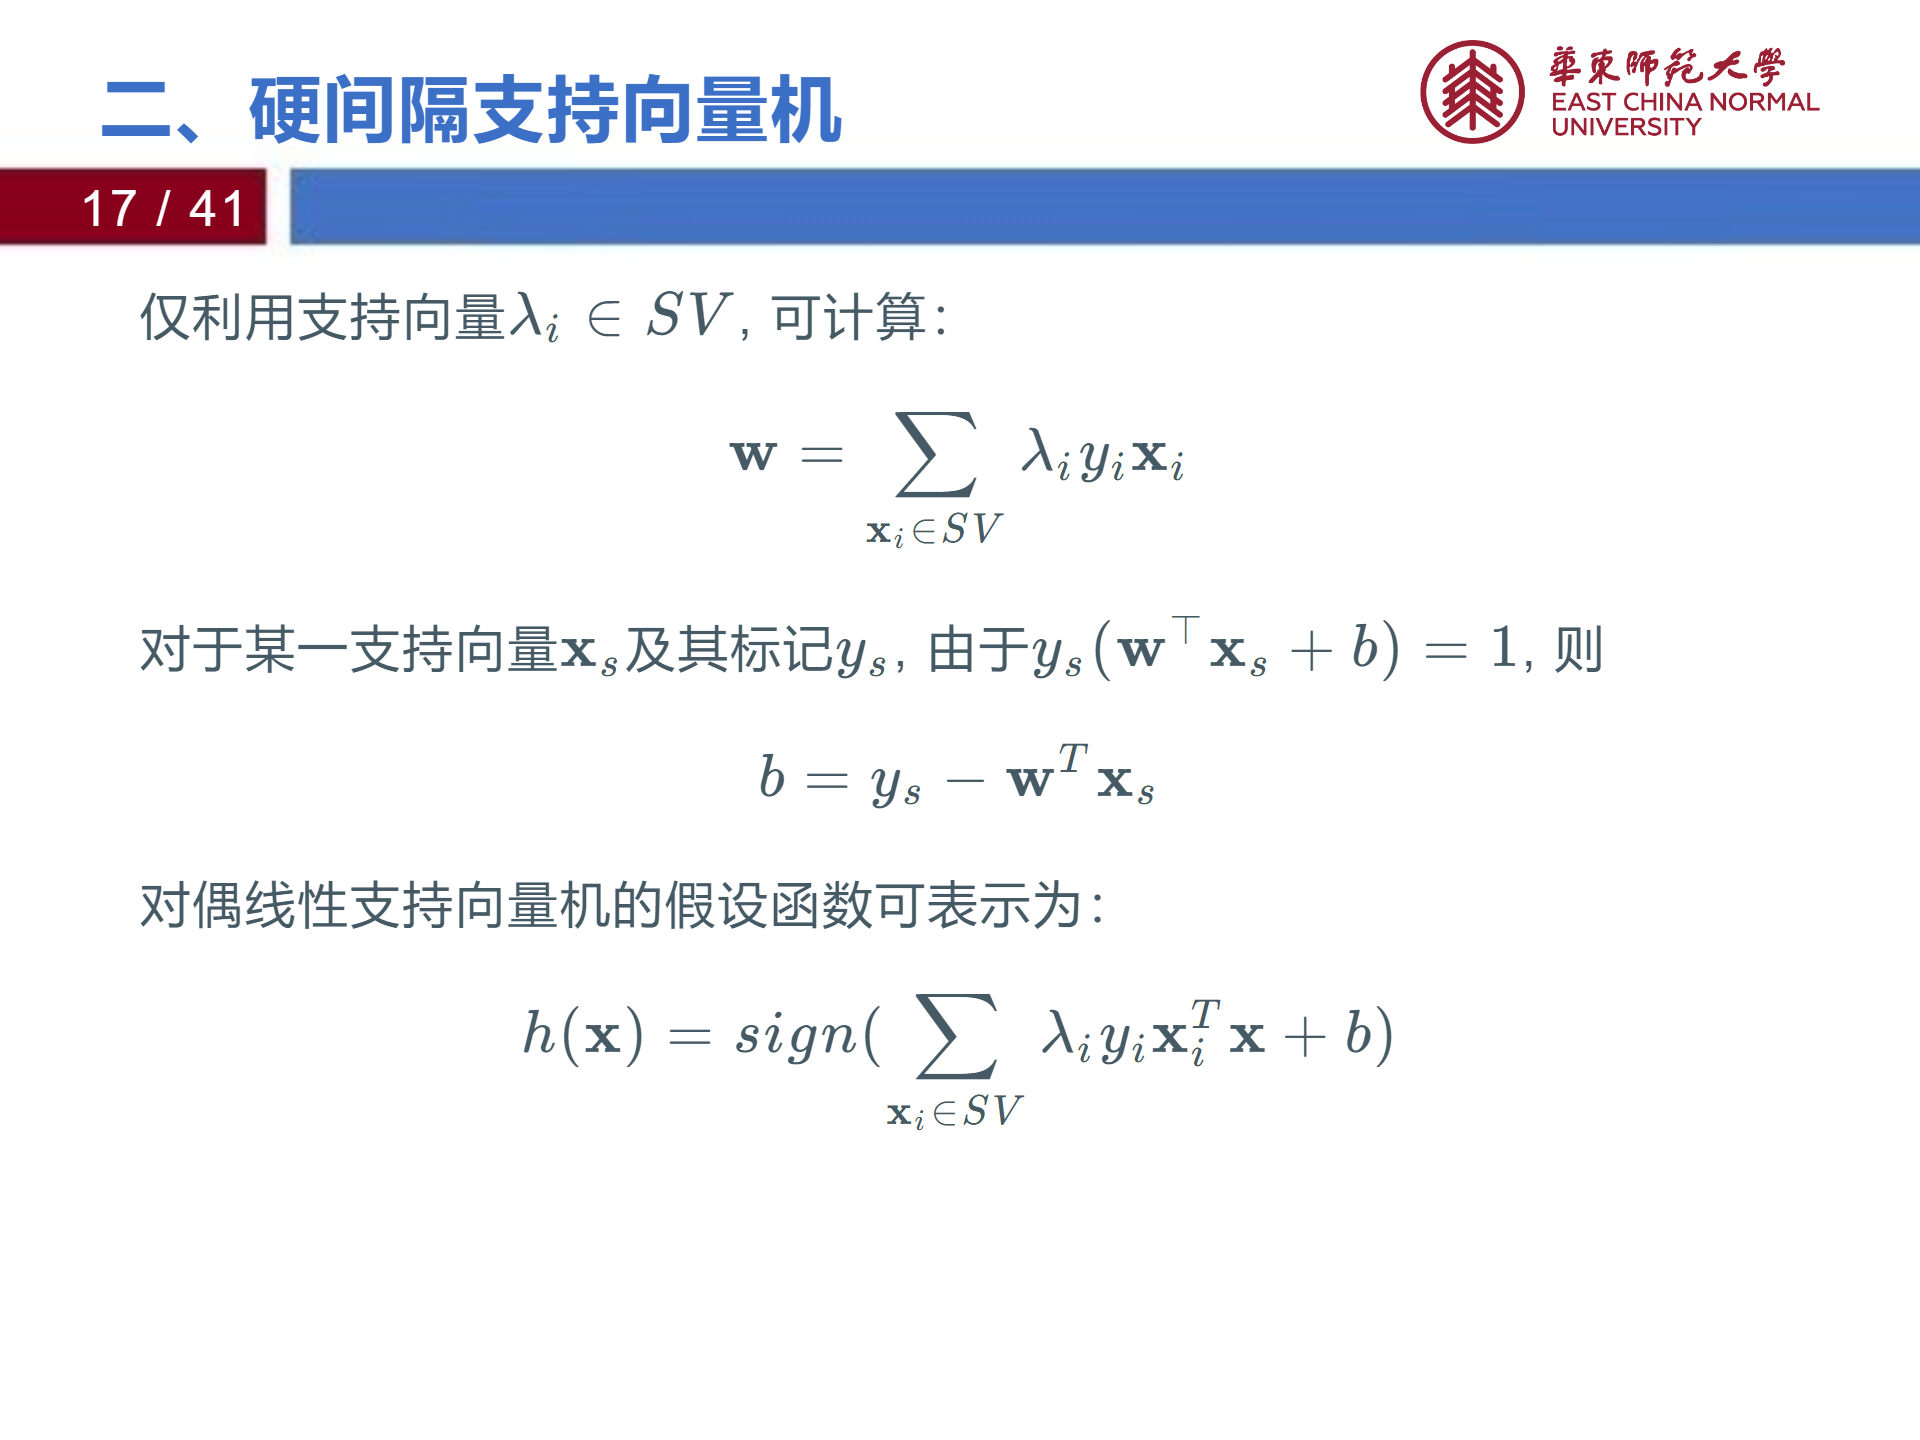 二、硬间隔支持向量机
華東師範大學
EAST CHINA NORMAL
UNIVERSITY
17 / 41
仅利用支持向量λ_i ∈ SV, 可计算:
𝐰 = ∑_{𝐱_i∈SV} λ_i y_i 𝐱_i
对于某一支持向量𝐱_s及其标记y_s, 由于y_s(𝐰^⊤𝐱_s + b) = 1, 则
b = y_s − 𝐰^T 𝐱_s
对偶线性支持向量机的假设函数可表示为:
h(𝐱) = sign( ∑_{𝐱_i∈SV} λ_i y_i 𝐱_i^T 𝐱 + b)